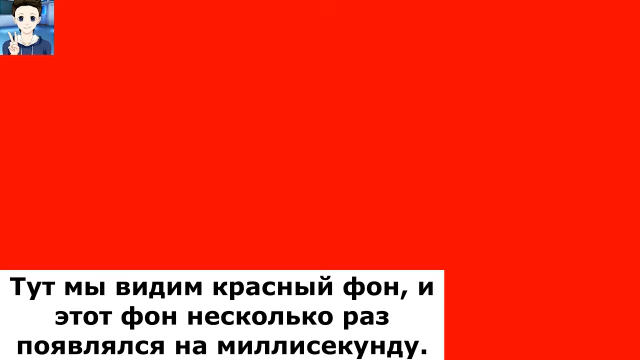 Тут мы видим красный фон, и
этот фон несколько раз
появлялся на миллисекунду.